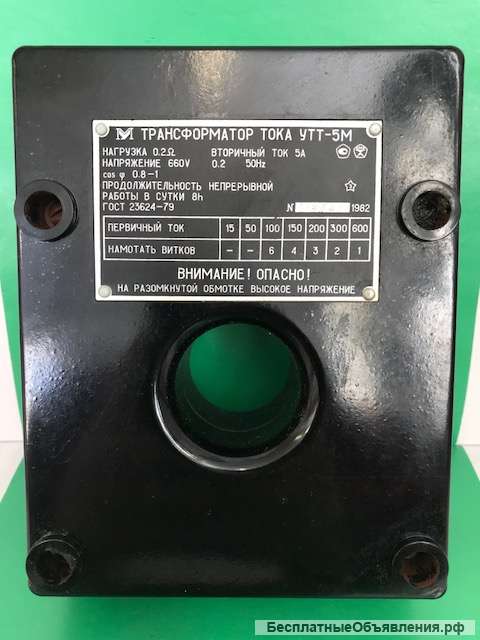 ТРАНСФОРМАТОР ТОКА УТТ-5М
НАГРУЗКА 0.2Ω ВТОРИЧНЫЙ ТОК 5А
НАПРЯЖЕНИЕ 660V 0.2 50Hz
cos φ 0.8-1
ПРОДОЛЖИТЕЛЬНОСТЬ НЕПРЕРЫВНОЙ
РАБОТЫ В СУТКИ 8h
ГОСТ 23624-79 N 1982
ПЕРВИЧНЫЙ ТОК 15 50 100 150 200 300 600
НАМОТАТЬ ВИТКОВ – – 6 4 3 2 1
ВНИМАНИЕ! ОПАСНО!
НА РАЗОМКНУТОЙ ОБМОТКЕ ВЫСОКОЕ НАПРЯЖЕНИЕ
БесплатныеОбъявления.рф